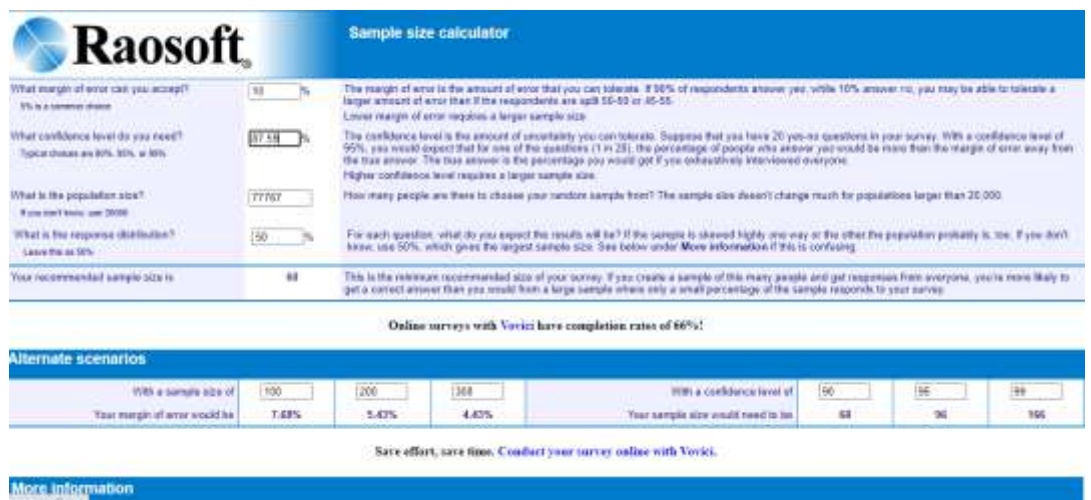 Raosoft®
Sample size calculator
What margin of error can you accept?
5% is a common choice
10 %
The margin of error is the amount of error that you can tolerate. If 90% of respondents answer yes, while 10% answer no, you may be able to tolerate a
larger amount of error than if the respondents are split 50-50 or 45-55.
Lower margin of error requires a larger sample size.
What confidence level do you need?
Typical choices are 90%, 95%, or 99%
%
The confidence level is the amount of uncertainty you can tolerate. Suppose that you have 20 yes-no questions in your survey. With a confidence level of
95%, you would expect that for one of the questions (1 in 20), the percentage of people who answer yes would be more than the margin of error away from
the true answer. The true answer is the percentage you would get if you exhaustively interviewed everyone.
Higher confidence level requires a larger sample size.
What is the population size?
If you don't know, use 20000
77767
How many people are there to choose your random sample from? The sample size doesn't change much for populations larger than 20,000.
What is the response distribution?
Leave this as 50%
50 %
For each question, what do you expect the results will be? If the sample is skewed highly one way or the other,the population probably is, too. If you don't
know, use 50%, which gives the largest sample size. See below under More information if this is confusing.
Your recommended sample size is
60
This is the minimum recommended size of your survey. If you create a sample of this many people and get responses from everyone, you're more likely to
get a correct answer than you would from a large sample where only a small percentage of the sample responds to your survey.
Online surveys with Vovici have completion rates of 66%!
Alternate scenarios
With a sample size of 100 200 300 With a confidence level of 90 95 99
Your margin of error would be 7.68% 5.43% 4.43% Your sample size would need to be 68 96 166
Save effort, save time. Conduct your survey online with Vovici.
More information